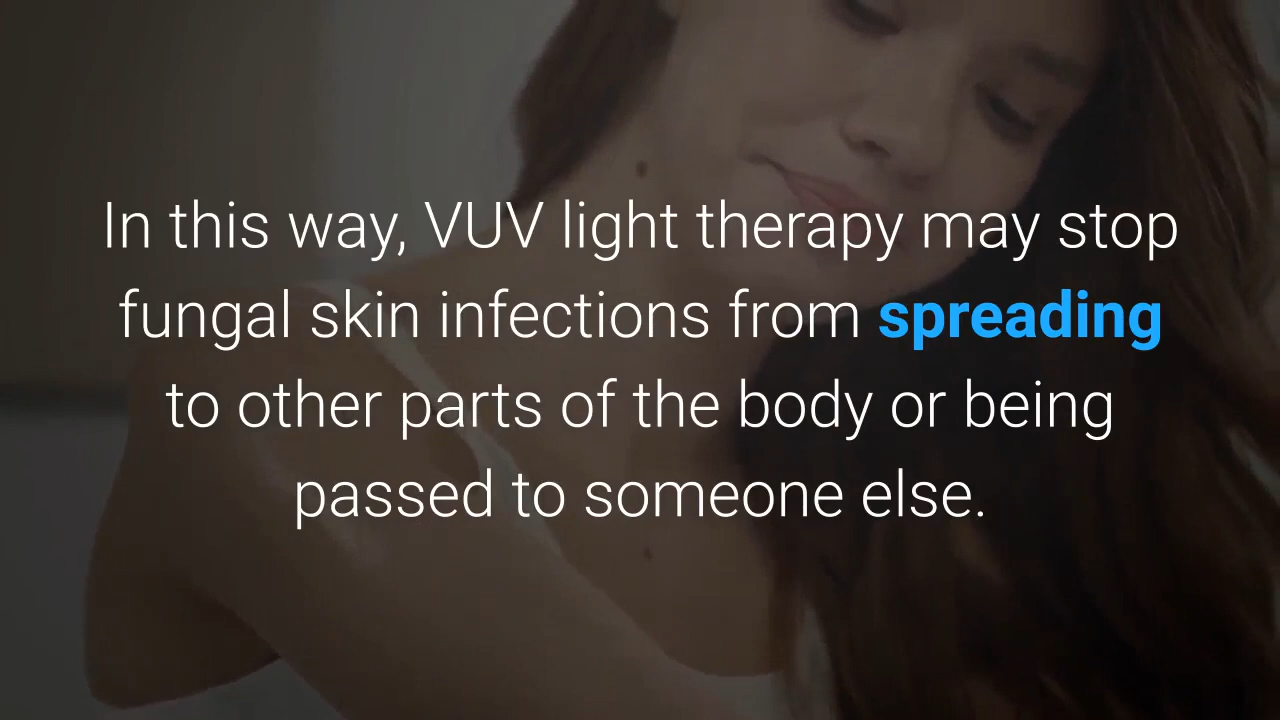 In this way, VUV light therapy may stop
fungal skin infections from spreading
to other parts of the body or being
passed to someone else.